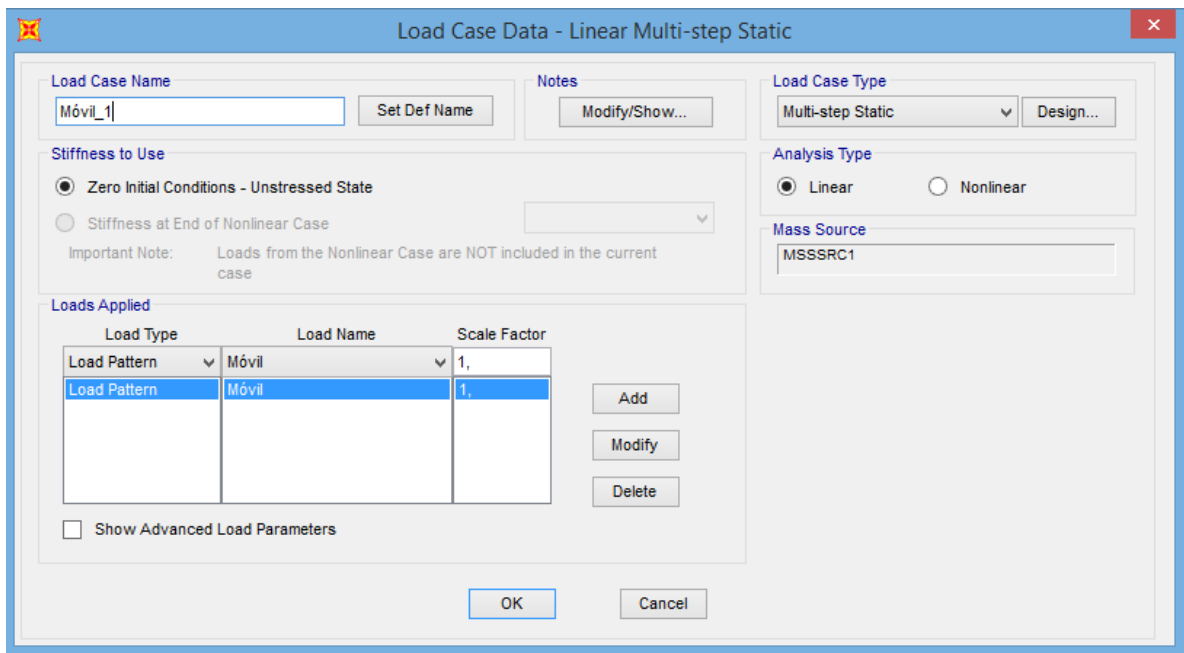 Load Case Data - Linear Multi-step Static
Load Case Name
Notes
Load Case Type
Móvil_1
Set Def Name
Modify/Show...
Multi-step Static
Design...
Stiffness to Use
Analysis Type
Zero Initial Conditions - Unstressed State
Linear
Nonlinear
Stiffness at End of Nonlinear Case
Mass Source
Important Note: Loads from the Nonlinear Case are NOT included in the current
case
MSSSRC1
Loads Applied
Load Type
Load Name
Scale Factor
Load Pattern
Móvil
1,
Load Pattern
Móvil
1,
Add
Modify
Delete
Show Advanced Load Parameters
OK
Cancel